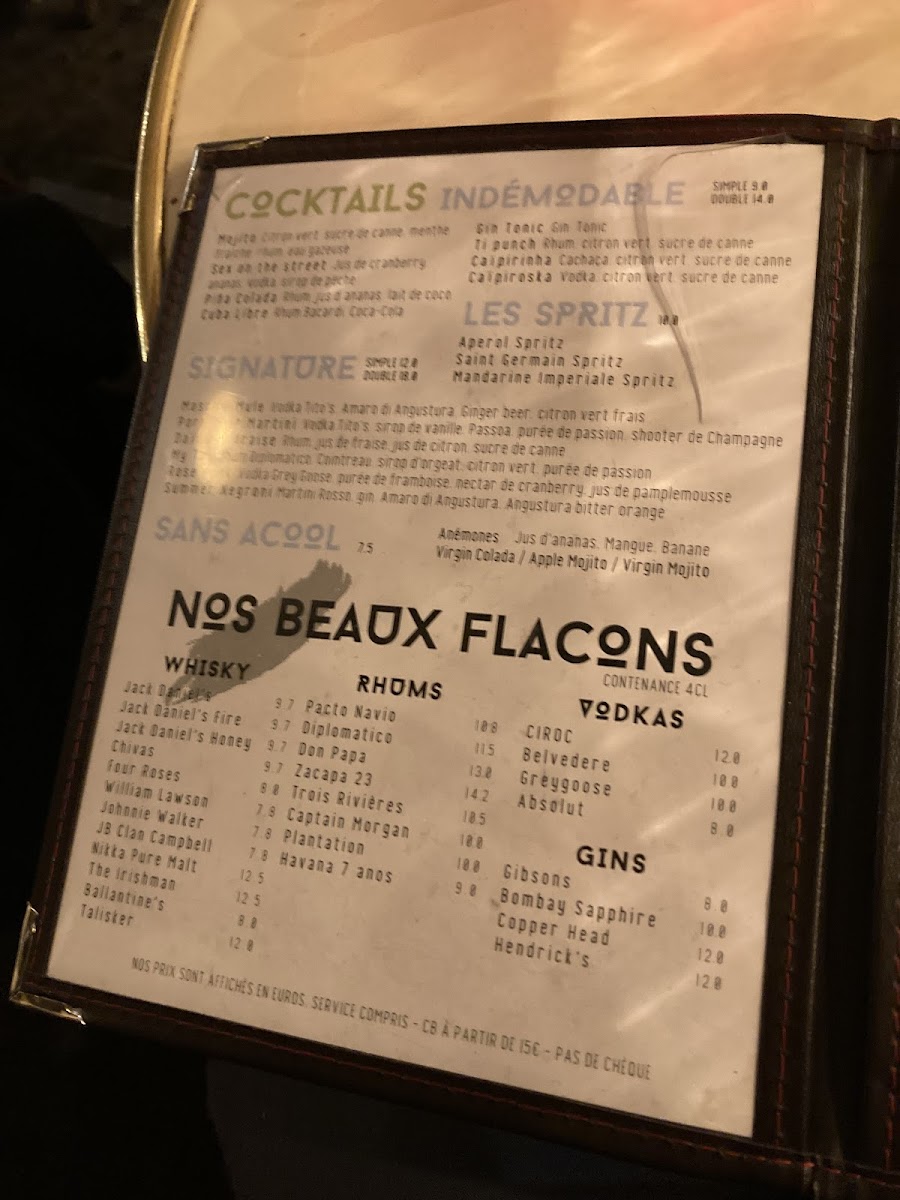 COCKTAILS INDÉMODABLE
SIMPLE 9.0
DOUBLE 14.0
Mojito Citron vert, sucre de canne, menthe
fraîche, rhum, eau gazeuse
Sex on the street Jus de cranberry,
ananas, vodka, sirop de pêche
Piña Colada Rhum, jus d'ananas, lait de coco
Cuba Libre Rhum Bacardi, Coca-Cola
Gin Tonic Gin Tonic
Ti punch Rhum, citron vert, sucre de canne
Caïpirinha Cachaça, citron vert, sucre de canne
Caïpiroska Vodka, citron vert, sucre de canne
LES SPRITZ 10.0
Aperol Spritz
Saint Germain Spritz
Mandarine Imperiale Spritz
SIGNATURE
SIMPLE 12.0
DOUBLE 18.0
Mule Vodka Tito's, Amaro di Angustura, Ginger beer, citron vert frais
Martini Vodka Tito's, sirop de vanille, Passoa, purée de passion, shooter de Champagne
Rhum, jus de fraise, jus de citron, sucre de canne
My Rhum Diplomatico, Cointreau, sirop d'orgeat, citron vert, purée de passion
Vodka Grey Goose, purée de framboise, nectar de cranberry, jus de pamplemousse
Summer Negroni Martini Rosso, gin, Amaro di Angustura, Angustura bitter orange
SANS ACOOL 7.5
Anémones Jus d'ananas, Mangue, Banane
Virgin Colada / Apple Mojito / Virgin Mojito
NOS BEAUX FLACONS
CONTENANCE 4CL
WHISKY
Jack Daniel's 9.7
Jack Daniel's Fire 9.7
Jack Daniel's Honey 9.7
Chivas 9.7
Four Roses 8.0
William Lawson 7.8
Johnnie Walker 7.8
JB Clan Campbell 7.8
Nikka Pure Malt 12.5
The Irishman 12.5
Ballantine's 8.0
Talisker 12.0
RHUMS
Pacto Navio 10.8
Diplomatico 11.5
Don Papa 13.0
Zacapa 23 14.2
Trois Rivières 10.5
Captain Morgan 10.0
Plantation 10.0
Havana 7 anos 9.0
VODKAS
CIROC 12.0
Belvedere 10.0
Greygoose 10.0
Absolut 8.0
GINS
Gibsons 8.0
Bombay Sapphire 10.0
Copper Head 12.0
Hendrick's 12.0
NOS PRIX SONT AFFICHÉS EN EUROS, SERVICE COMPRIS - CB À PARTIR DE 15€ - PAS DE CHÈQUE